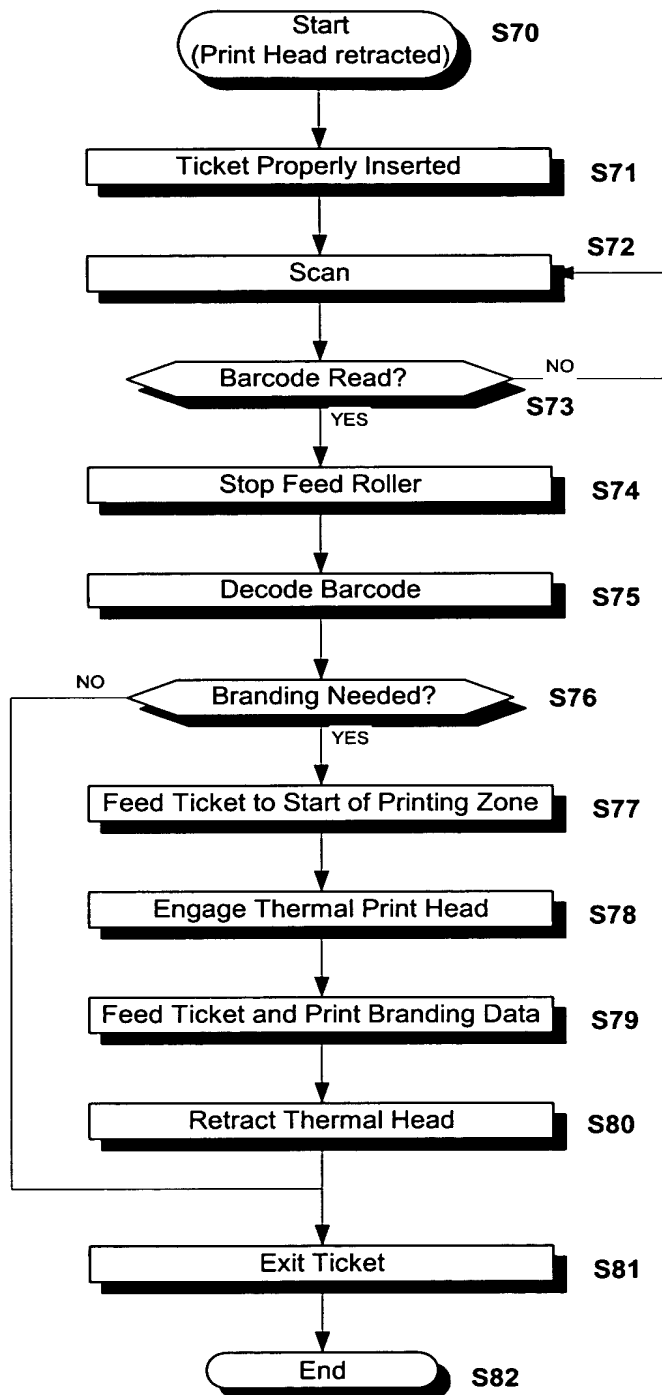 Start
(Print Head retracted)
S70
Ticket Properly Inserted
S71
S72
Scan
Barcode Read?
NO
S73
YES
Stop Feed Roller
S74
Decode Barcode
S75
NO
Branding Needed?
S76
YES
Feed Ticket to Start of Printing Zone
S77
Engage Thermal Print Head
S78
Feed Ticket and Print Branding Data
S79
Retract Thermal Head
S80
Exit Ticket
S81
End
S82